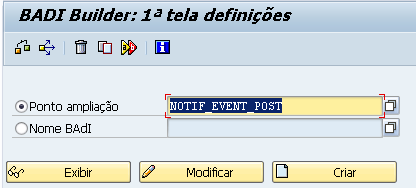 BADI Builder: 1ª tela definições
Ponto ampliação NOTIF_EVENT_POST
Nome BAdI
Exibir Modificar Criar